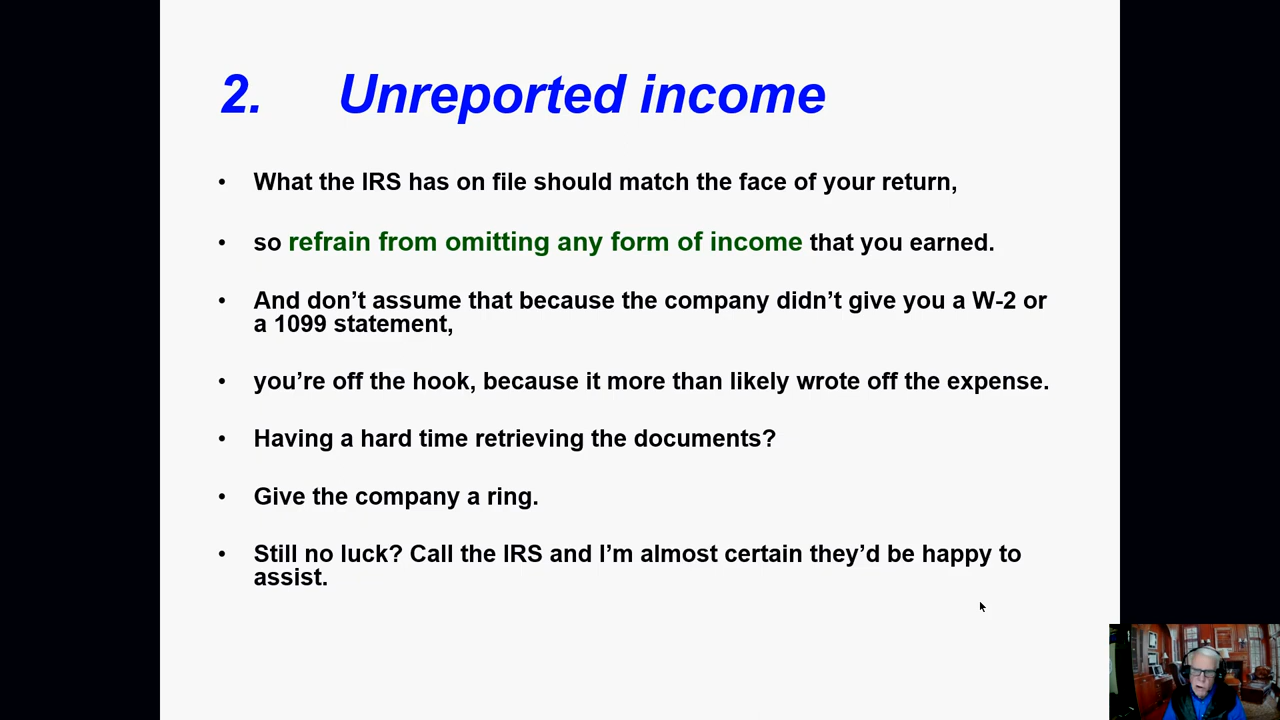 2. Unreported income
• What the IRS has on file should match the face of your return,
• so refrain from omitting any form of income that you earned.
• And don’t assume that because the company didn’t give you a W-2 or
a 1099 statement,
• you’re off the hook, because it more than likely wrote off the expense.
• Having a hard time retrieving the documents?
• Give the company a ring.
• Still no luck? Call the IRS and I’m almost certain they’d be happy to
assist.